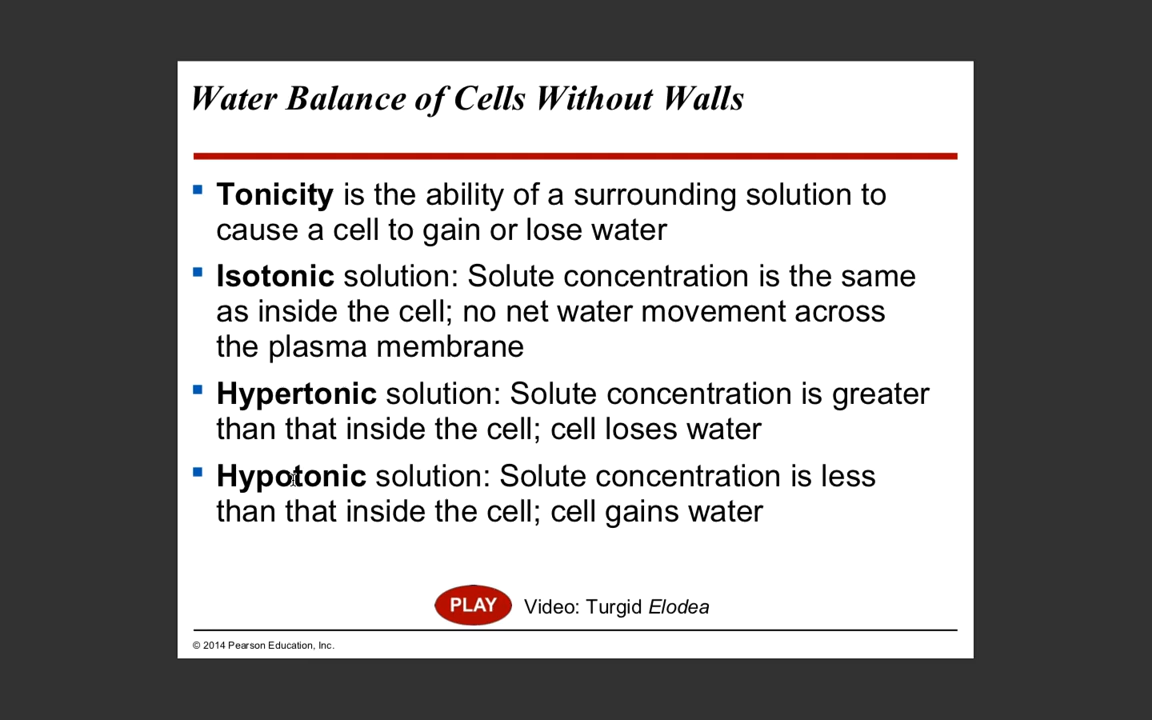 Water Balance of Cells Without Walls
Tonicity is the ability of a surrounding solution to
cause a cell to gain or lose water
Isotonic solution: Solute concentration is the same
as inside the cell; no net water movement across
the plasma membrane
Hypertonic solution: Solute concentration is greater
than that inside the cell; cell loses water
Hypotonic solution: Solute concentration is less
than that inside the cell; cell gains water
PLAY Video: Turgid Elodea
© 2014 Pearson Education, Inc.